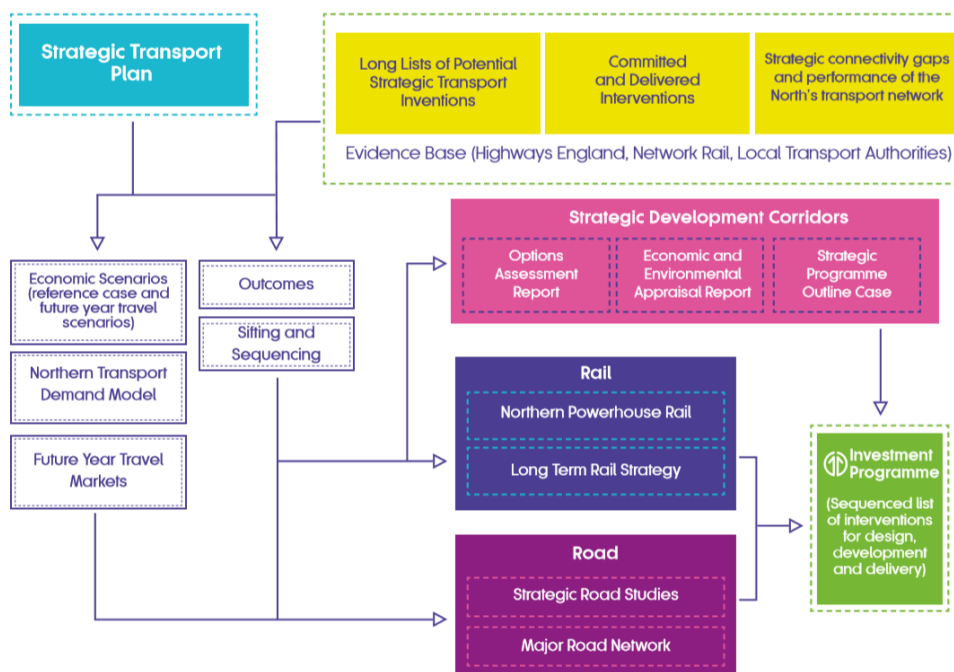 Strategic Transport
Plan
Long Lists of Potential
Strategic Transport
Inventions
Committed
and Delivered
Interventions
Strategic connectivity gaps
and performance of the
North's transport network
Evidence Base (Highways England, Network Rail, Local Transport Authorities)
Economic Scenarios
(reference case and
future year travel
scenarios)
Northern Transport
Demand Model
Future Year Travel
Markets
Outcomes
Sifting and
Sequencing
Strategic Development Corridors
Options
Assessment
Report
Economic and
Environmental
Appraisal Report
Strategic
Programme
Outline Case
Rail
Northern Powerhouse Rail
Long Term Rail Strategy
Road
Strategic Road Studies
Major Road Network
Investment
Programme
(Sequenced list
of interventions
for design,
development
and delivery)